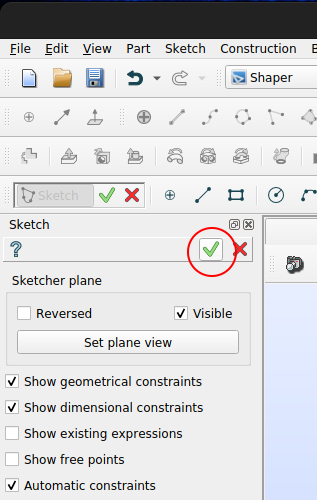 File Edit View Part Sketch Construction B
Shaper
Sketch
Sketch
?
Sketcher plane
Reversed Visible
Set plane view
Show geometrical constraints
Show dimensional constraints
Show existing expressions
Show free points
Automatic constraints